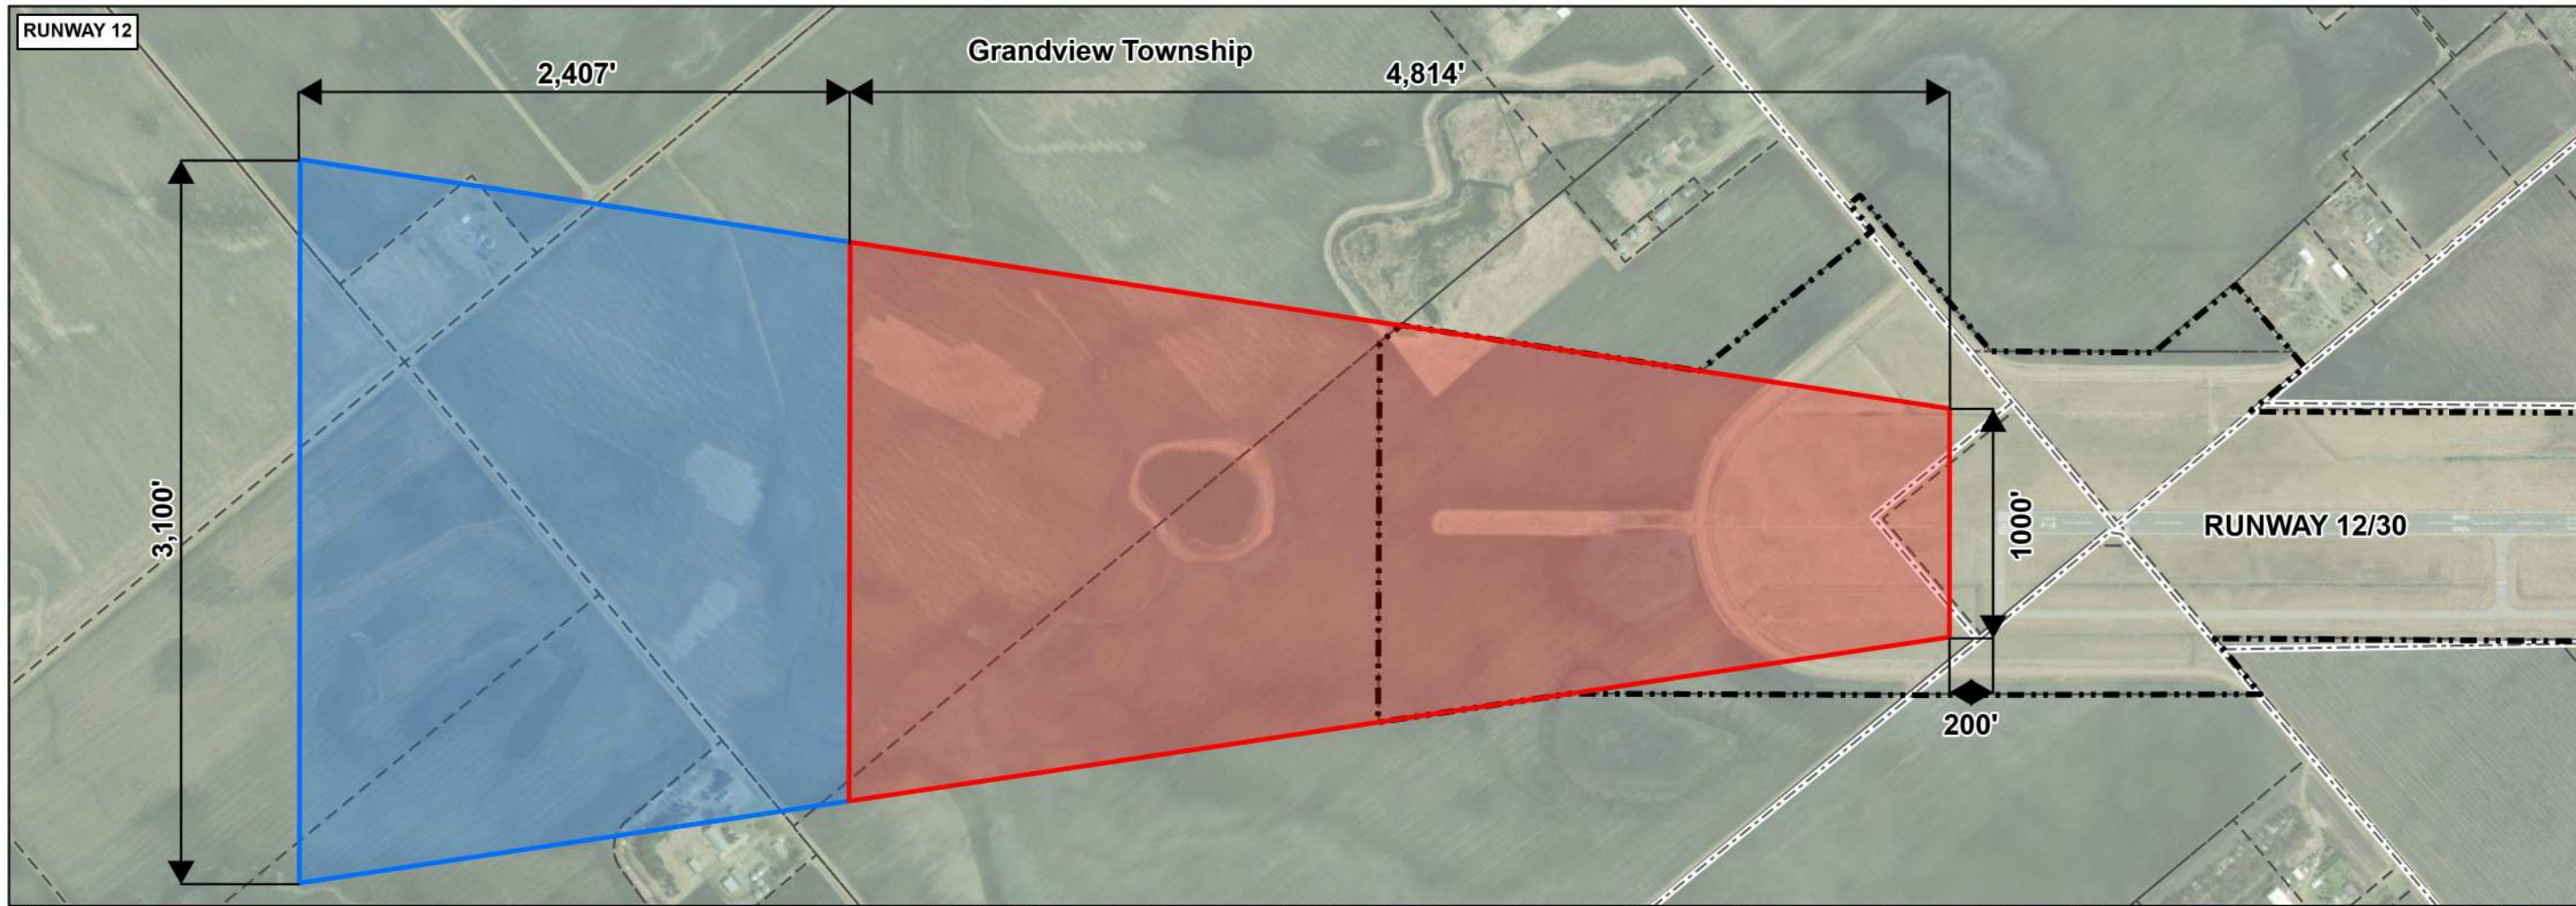 RUNWAY 12
Grandview Township
2,407'
4,814'
3,100'
1000'
RUNWAY 12/30
200'